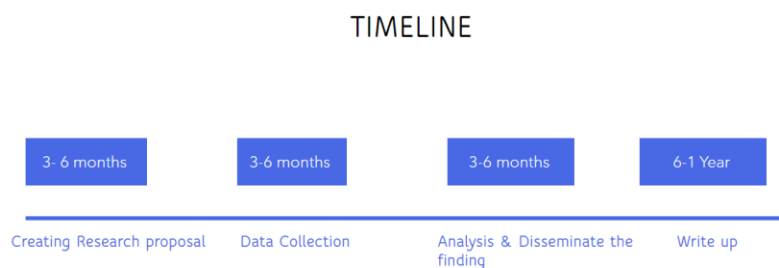 TIMELINE
3- 6 months
3-6 months
3-6 months
6-1 Year
Creating Research proposal
Data Collection
Analysis & Disseminate the
finding
Write up